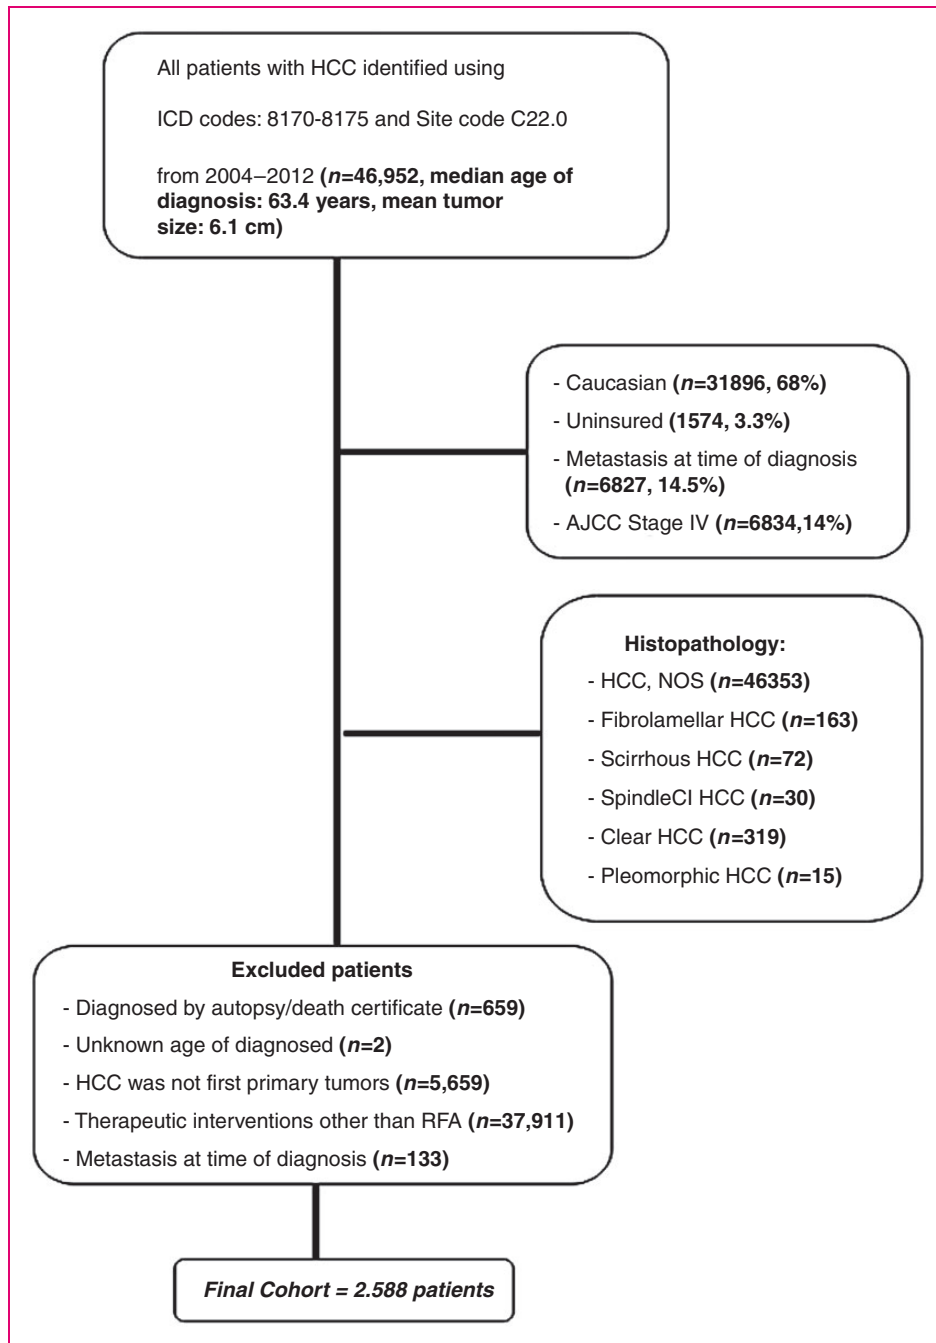 All patients with HCC identified using
ICD codes: 8170-8175 and Site code C22.0
from 2004–2012 (n=46,952, median age of
diagnosis: 63.4 years, mean tumor
size: 6.1 cm)
- Caucasian (n=31896, 68%)
- Uninsured (1574, 3.3%)
- Metastasis at time of diagnosis
(n=6827, 14.5%)
- AJCC Stage IV (n=6834,14%)
Histopathology:
- HCC, NOS (n=46353)
- Fibrolamellar HCC (n=163)
- Scirrhous HCC (n=72)
- SpindleCI HCC (n=30)
- Clear HCC (n=319)
- Pleomorphic HCC (n=15)
Excluded patients
- Diagnosed by autopsy/death certificate (n=659)
- Unknown age of diagnosed (n=2)
- HCC was not first primary tumors (n=5,659)
- Therapeutic interventions other than RFA (n=37,911)
- Metastasis at time of diagnosis (n=133)
Final Cohort = 2.588 patients